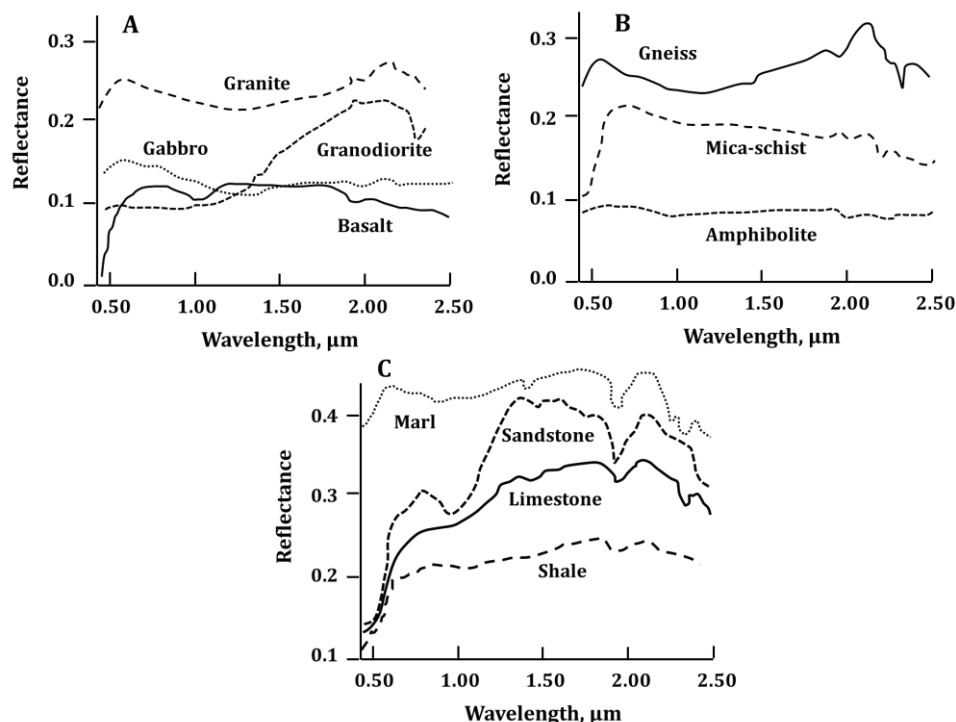 A
0.3
0.2
0.1
0.0
Reflectance
Granite
Gabbro
Granodiorite
Basalt
0.50 1.00 1.50 2.00 2.50
Wavelength, μm
B
0.3
0.2
0.1
0.0
Reflectance
Gneiss
Mica-schist
Amphibolite
0.50 1.00 1.50 2.00 2.50
Wavelength, μm
C
0.4
0.3
0.2
0.1
Reflectance
Marl
Sandstone
Limestone
Shale
0.50 1.00 1.50 2.00 2.50
Wavelength, μm